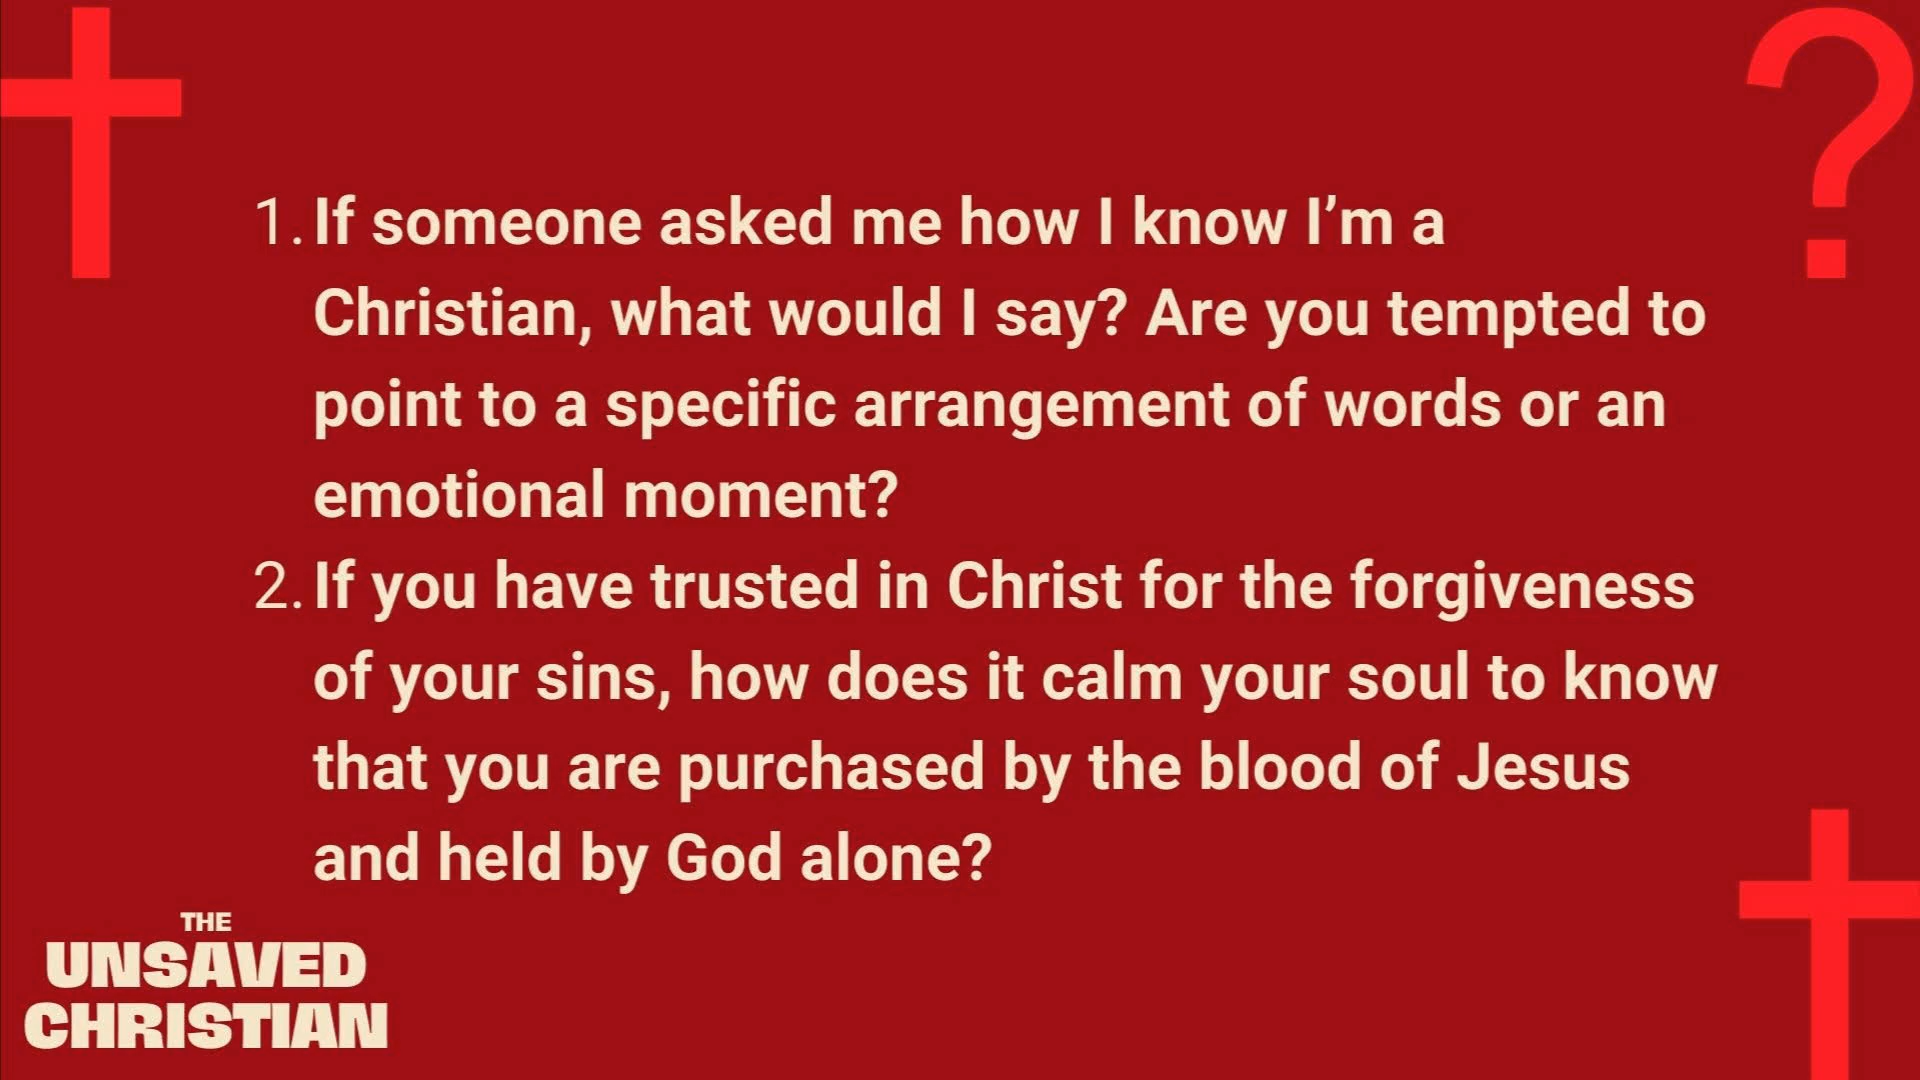 1. If someone asked me how I know I’m a
Christian, what would I say? Are you tempted to
point to a specific arrangement of words or an
emotional moment?
2. If you have trusted in Christ for the forgiveness
of your sins, how does it calm your soul to know
that you are purchased by the blood of Jesus
and held by God alone?
THE
UNSAVED
CHRISTIAN
?